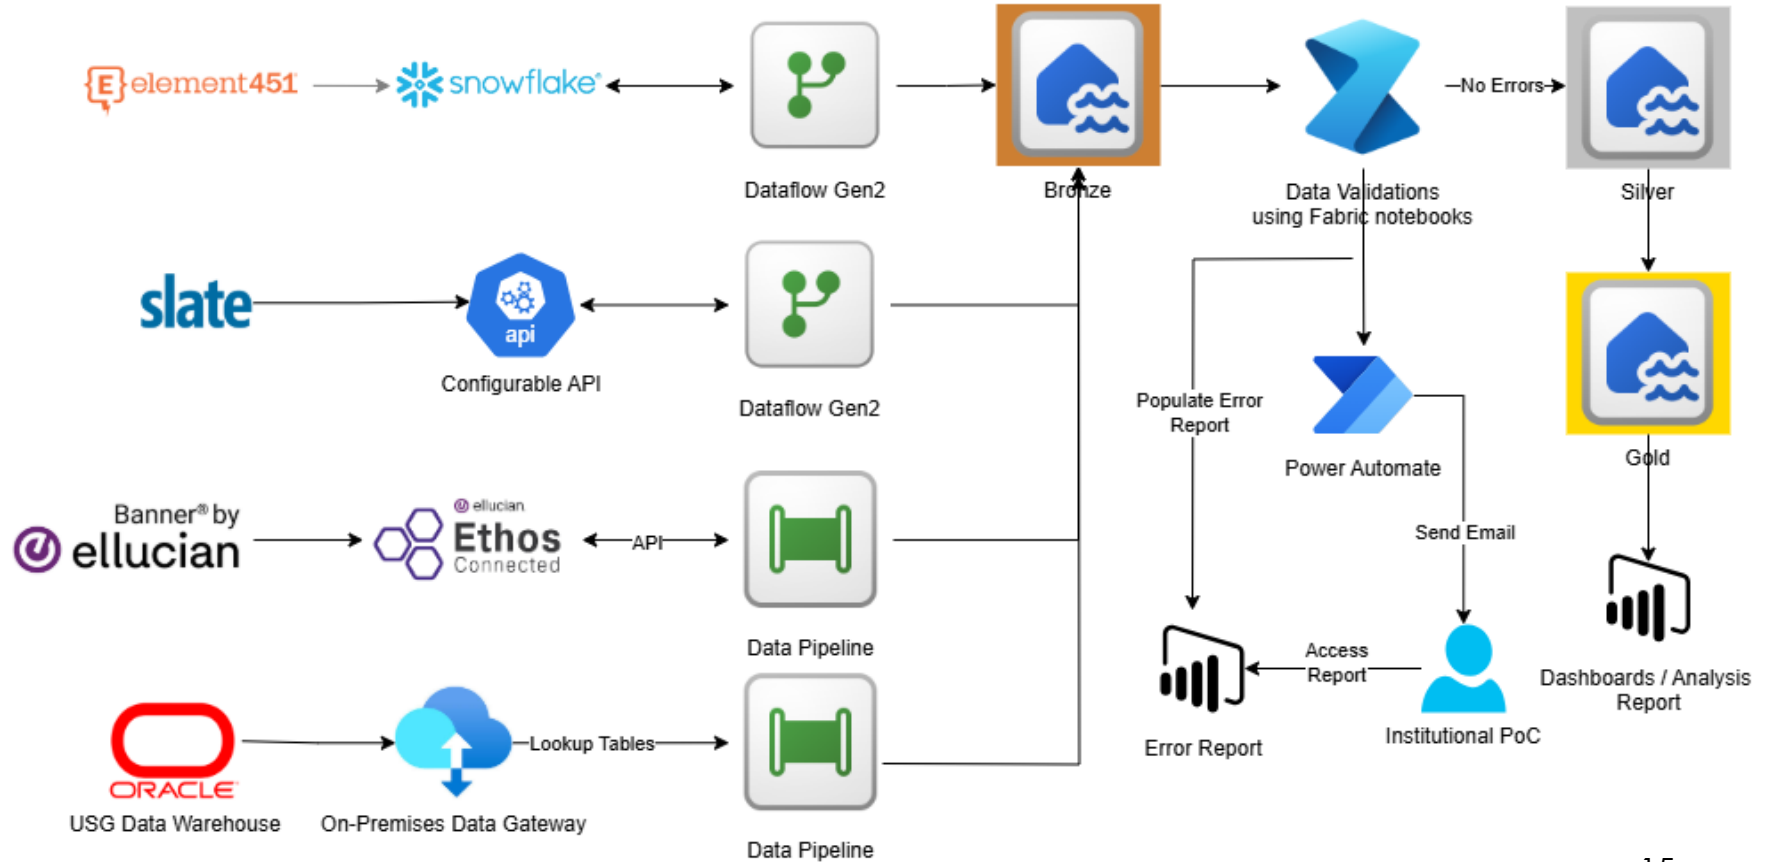 element451
snowflake®
Dataflow Gen2
Bronze
Data Validations
using Fabric notebooks
No Errors
Silver
slate
api
Configurable API
Dataflow Gen2
Populate Error
Report
Power Automate
Gold
Banner® by
ellucian
ellucian.
Ethos
Connected
API
Data Pipeline
Send Email
Access
Report
Error Report
Institutional PoC
Dashboards / Analysis
Report
ORACLE
USG Data Warehouse
On-Premises Data Gateway
Lookup Tables
Data Pipeline